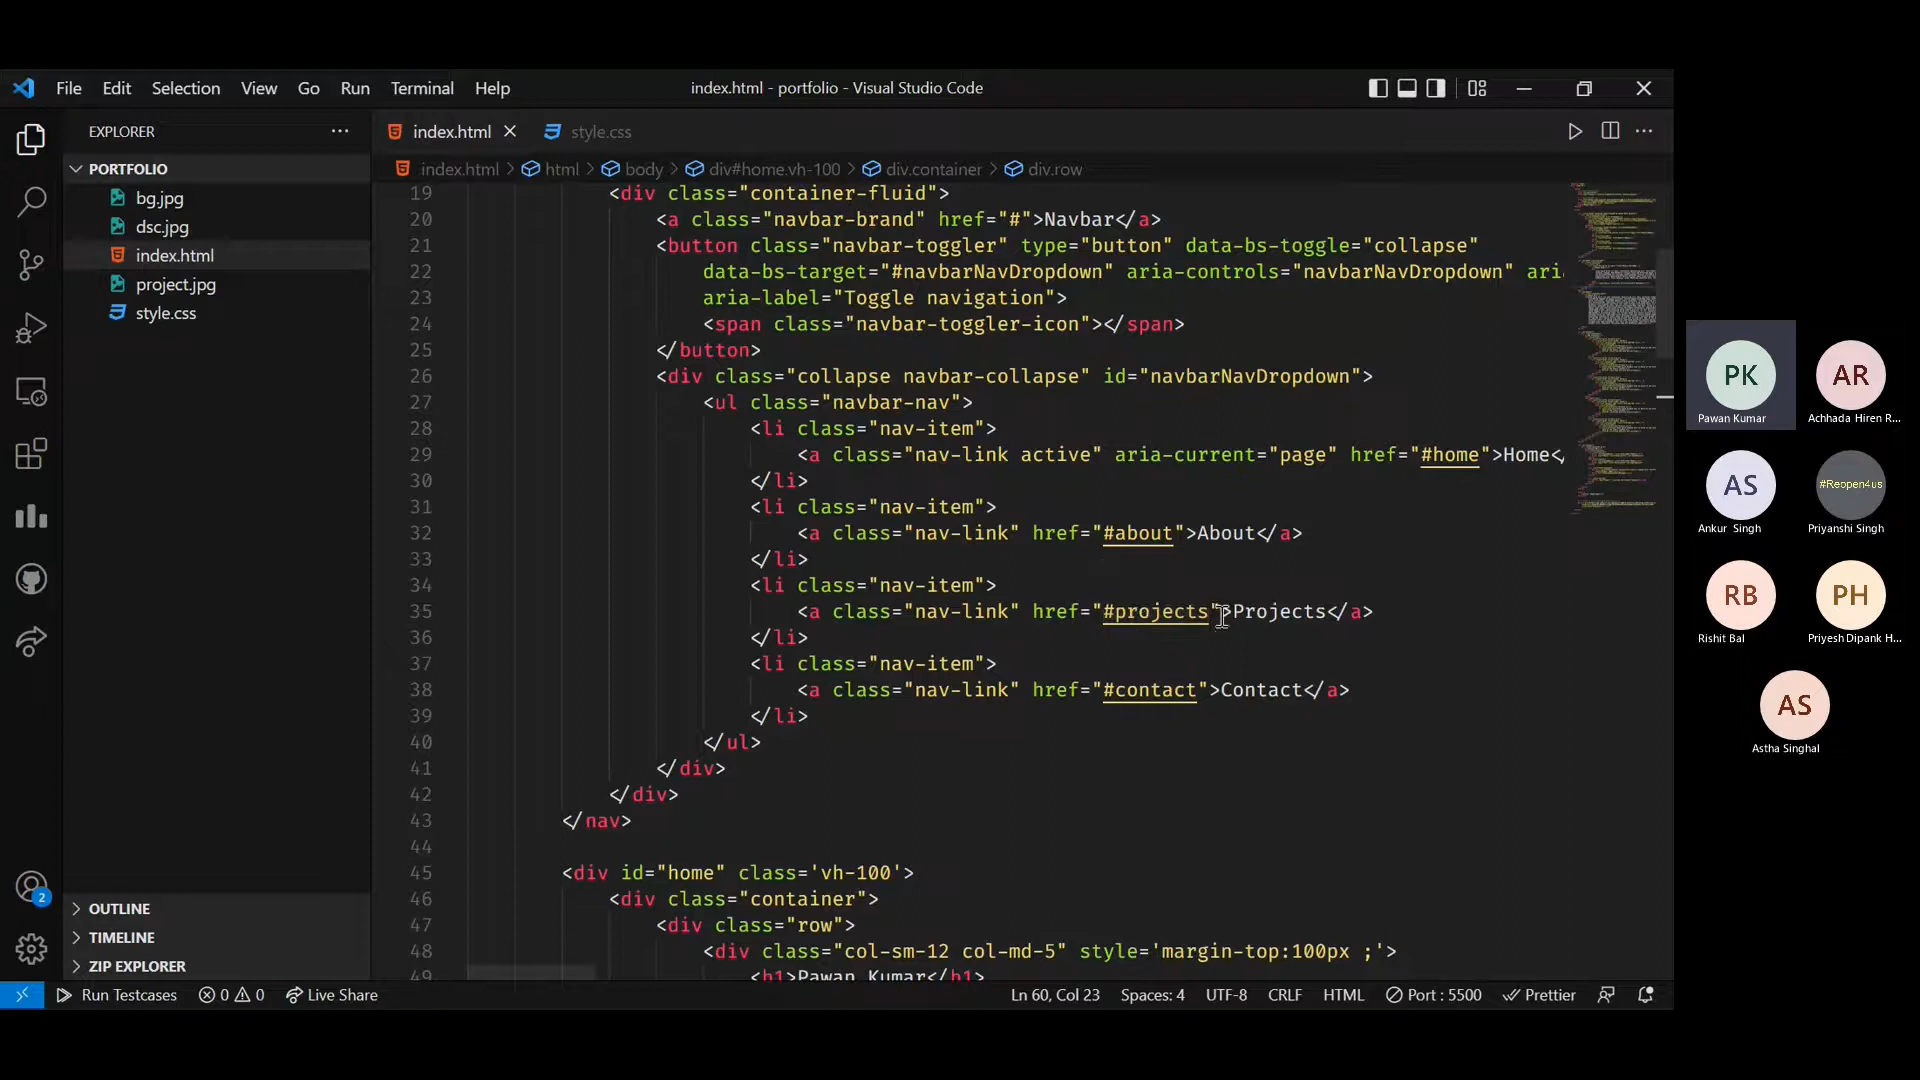 File Edit Selection View Go Run Terminal Help
index.html - portfolio - Visual Studio Code
EXPLORER
PORTFOLIO
bg.jpg
dsc.jpg
index.html
project.jpg
style.css
OUTLINE
TIMELINE
ZIP EXPLORER
index.html style.css
index.html > html > body > div#home.vh-100 > div.container > div.row
19 <div class="container-fluid">
20 <a class="navbar-brand" href="#">Navbar</a>
21 <button class="navbar-toggler" type="button" data-bs-toggle="collapse"
22 data-bs-target="#navbarNavDropdown" aria-controls="navbarNavDropdown" ari
23 aria-label="Toggle navigation">
24 <span class="navbar-toggler-icon"></span>
25 </button>
26 <div class="collapse navbar-collapse" id="navbarNavDropdown">
27 <ul class="navbar-nav">
28 <li class="nav-item">
29 <a class="nav-link active" aria-current="page" href="#home">Home<
30 </li>
31 <li class="nav-item">
32 <a class="nav-link" href="#about">About</a>
33 </li>
34 <li class="nav-item">
35 <a class="nav-link" href="#projects">Projects</a>
36 </li>
37 <li class="nav-item">
38 <a class="nav-link" href="#contact">Contact</a>
39 </li>
40 </ul>
41 </div>
42 </div>
43 </nav>
44
45 <div id="home" class='vh-100'>
46 <div class="container">
47 <div class="row">
48 <div class="col-sm-12 col-md-5" style='margin-top:100px ;'>
49 <h1>Pawan Kumar</h1>
2
Run Testcases 0 0 Live Share
Ln 60, Col 23 Spaces: 4 UTF-8 CRLF HTML Port : 5500 Prettier
PK AR
Pawan Kumar Achhada Hiren R...
AS #Reopen4us
Ankur Singh Priyanshi Singh
RB PH
Rishit Bal Priyesh Dipank H...
AS
Astha Singhal